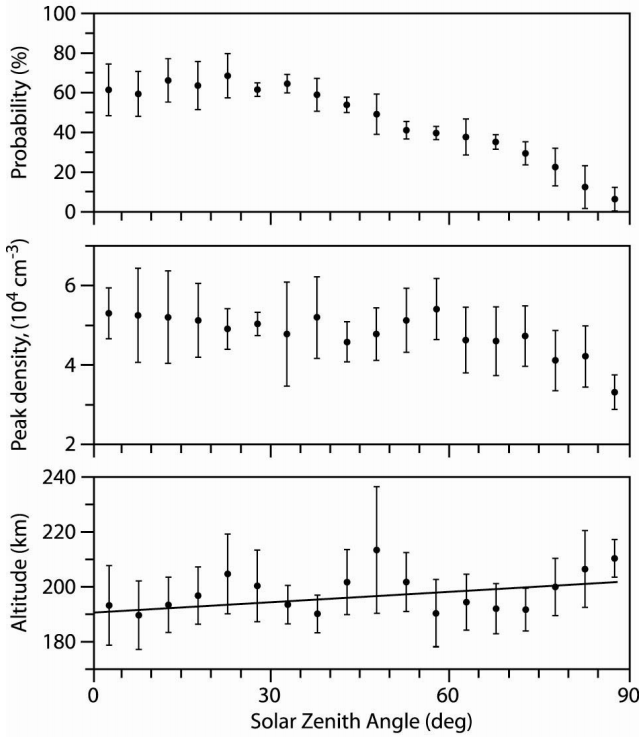 100
80
60
40
20
0
Probability (%)
6
4
2
Peak density, (10⁴ cm⁻³)
240
220
200
180
Altitude (km)
0 30 60 90
Solar Zenith Angle (deg)